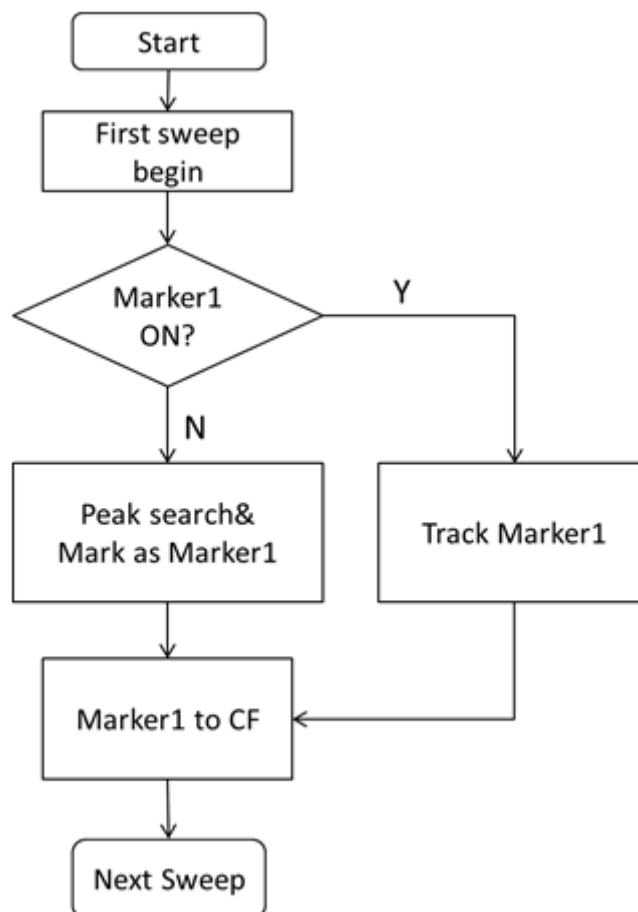 Start
First sweep
begin
Marker1
ON?
Y
N
Peak search&
Mark as Marker1
Track Marker1
Marker1 to CF
Next Sweep